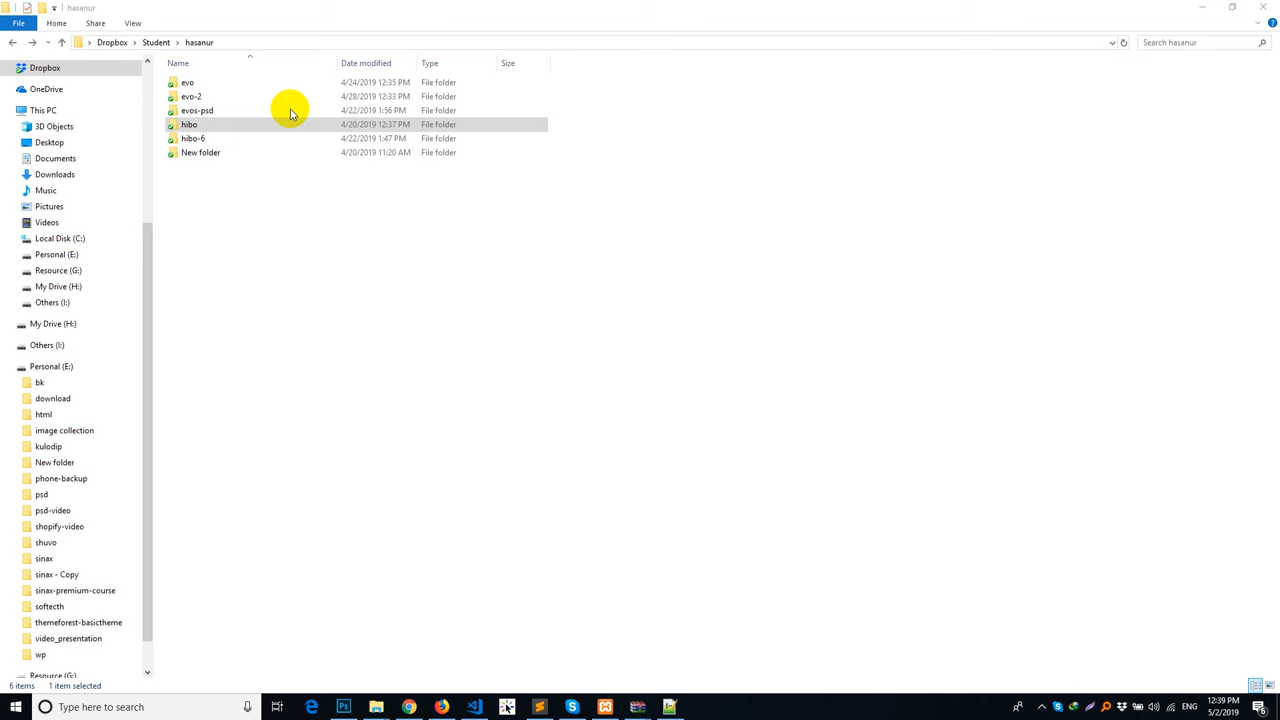 hasanur
File Home Share View
Dropbox Student hasanur Search hasanur
Name Date modified Type Size
Dropbox
OneDrive
This PC
3D Objects
Desktop
Documents
Downloads
Music
Pictures
Videos
Local Disk (C:)
Personal (E:)
Resource (G:)
My Drive (H:)
Others (I:)
My Drive (H:)
Others (I:)
Personal (E:)
bk
download
html
image collection
kulodip
New folder
phone-backup
psd
psd-video
shopify-video
shuvo
sinax
sinax - Copy
sinax-premium-course
softecth
themeforest-basictheme
video_presentation
wp
Resource (G:)
evo 4/24/2019 12:35 PM File folder
evo-2 4/28/2019 12:33 PM File folder
evos-psd 4/22/2019 1:56 PM File folder
hibo 4/20/2019 12:37 PM File folder
hibo-6 4/22/2019 1:47 PM File folder
New folder 4/20/2019 11:20 AM File folder
6 items 1 item selected
Type here to search
Ps
ENG
12:39 PM
5/2/2019
6